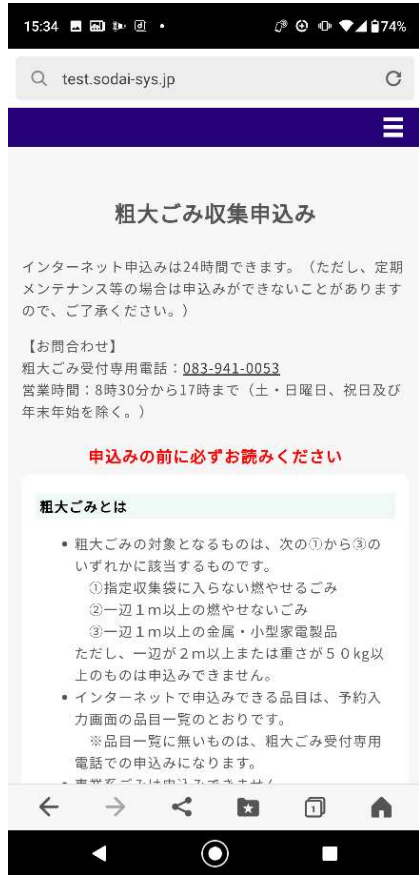 15:34
74%
test.sodai-sys.jp
粗大ごみ収集申込み
インターネット申込みは24時間できます。（ただし、定期
メンテナンス等の場合は申込みができないことがあります
ので、ご了承ください。）
【お問合わせ】
粗大ごみ受付専用電話：083-941-0053
営業時間：8時30分から17時まで（土・日曜日、祝日及び
年末年始を除く。）
申込みの前に必ずお読みください
粗大ごみとは
• 粗大ごみの対象となるものは、次の①から③の
いずれかに該当するものです。
①指定収集袋に入らない燃やせるごみ
②一辺１ｍ以上の燃やせないごみ
③一辺１ｍ以上の金属・小型家電製品
ただし、一辺が２ｍ以上または重さが５０kg以
上のものは申込みできません。
• インターネットで申込みできる品目は、予約入
力画面の品目一覧のとおりです。
※品目一覧に無いものは、粗大ごみ受付専用
電話での申込みになります。
• 事業系ごみは申込みできません
1